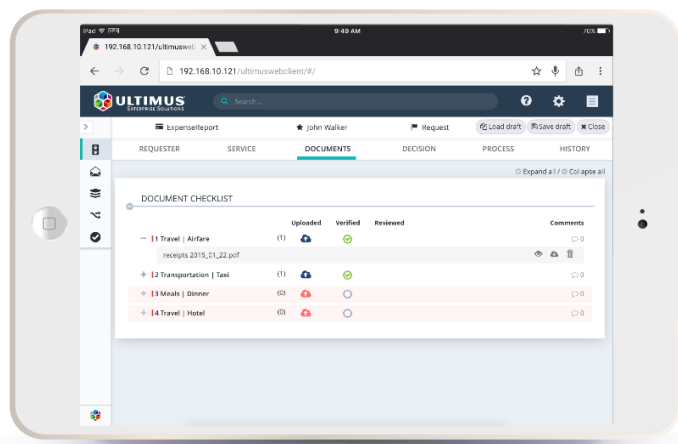 iPad 9:49 AM 70%
192.168.10.121/ultimusweb
192.168.10.121/ultimuswebclient/#/
ULTIMUS Search...
ENTERPRISE SOLUTIONS
ExpenseReport John Walker Request Load draft Save draft Close
REQUESTER SERVICE DOCUMENTS DECISION PROCESS HISTORY
Expand all / Collapse all
DOCUMENT CHECKLIST
Uploaded Verified Reviewed Comments
1 Travel | Airfare (1) 0
receipts 2015_01_22.pdf
2 Transportation | Taxi (1) 0
3 Meals | Dinner (0) 0
4 Travel | Hotel (0) 0